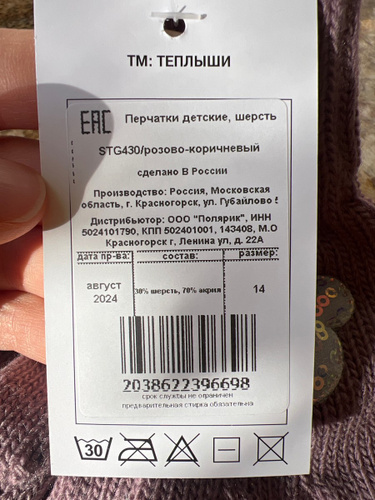 ТМ: ТЕПЛЫШИ
EAC Перчатки детские, шерсть
STG430/розово-коричневый
сделано В России
Производство: Россия, Московская
область, г. Красногорск, ул. Губайлово 5
Дистрибьютор: ООО "Полярик", ИНН
5024101790, КПП 502401001, 143408, М.О
Красногорск г, Ленина ул, д. 22А
дата пр-ва: состав: размер:
август
2024 30% шерсть, 70% акрил 14
2038622396698
срок службы не ограничен
предварительная стирка обязательна
30